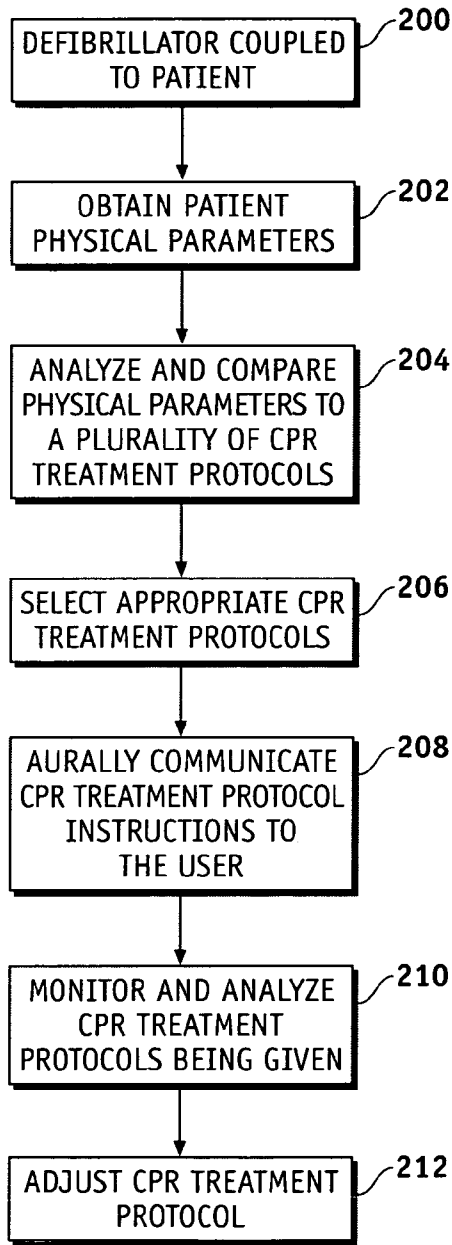 200
DEFIBRILLATOR COUPLED
TO PATIENT
202
OBTAIN PATIENT
PHYSICAL PARAMETERS
204
ANALYZE AND COMPARE
PHYSICAL PARAMETERS TO
A PLURALITY OF CPR
TREATMENT PROTOCOLS
206
SELECT APPROPRIATE CPR
TREATMENT PROTOCOLS
208
AURALLY COMMUNICATE
CPR TREATMENT PROTOCOL
INSTRUCTIONS TO
THE USER
210
MONITOR AND ANALYZE
CPR TREATMENT
PROTOCOLS BEING GIVEN
212
ADJUST CPR TREATMENT
PROTOCOL